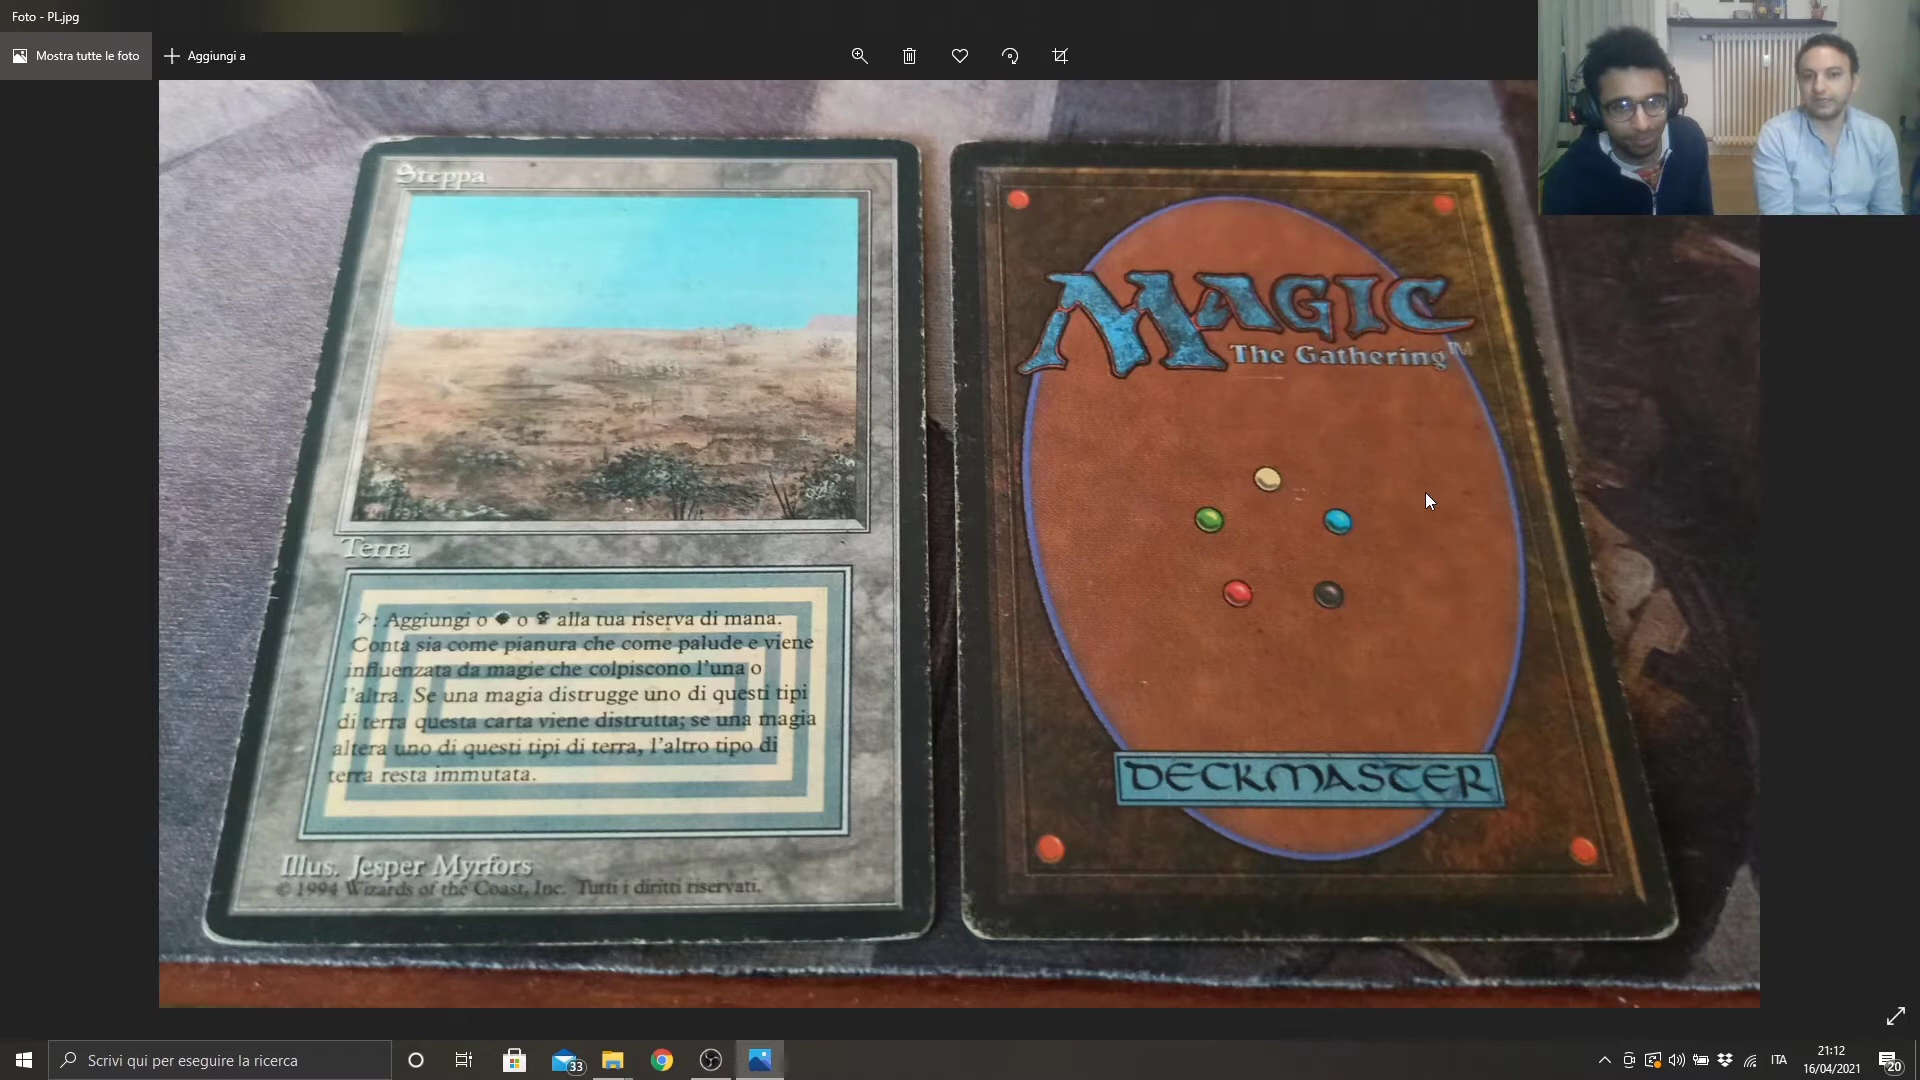 Foto - PL.jpg
Mostra tutte le foto
Aggiungi a
Steppa
Terra
: Aggiungi o o alla tua riserva di mana.
Conta sia come pianura che come palude e viene
influenzata da magie che colpiscono l'una o
l'altra. Se una magia distrugge uno di questi tipi
di terra questa carta viene distrutta; se una magia
altera uno di questi tipi di terra, l'altro tipo di
terra resta immutata.
Illus. Jesper Myrfors
© 1994 Wizards of the Coast, Inc. Tutti i diritti riservati.
MAGIC
The Gathering™
DECKMASTER
Scrivi qui per eseguire la ricerca
33
ITA
21:12
16/04/2021
20